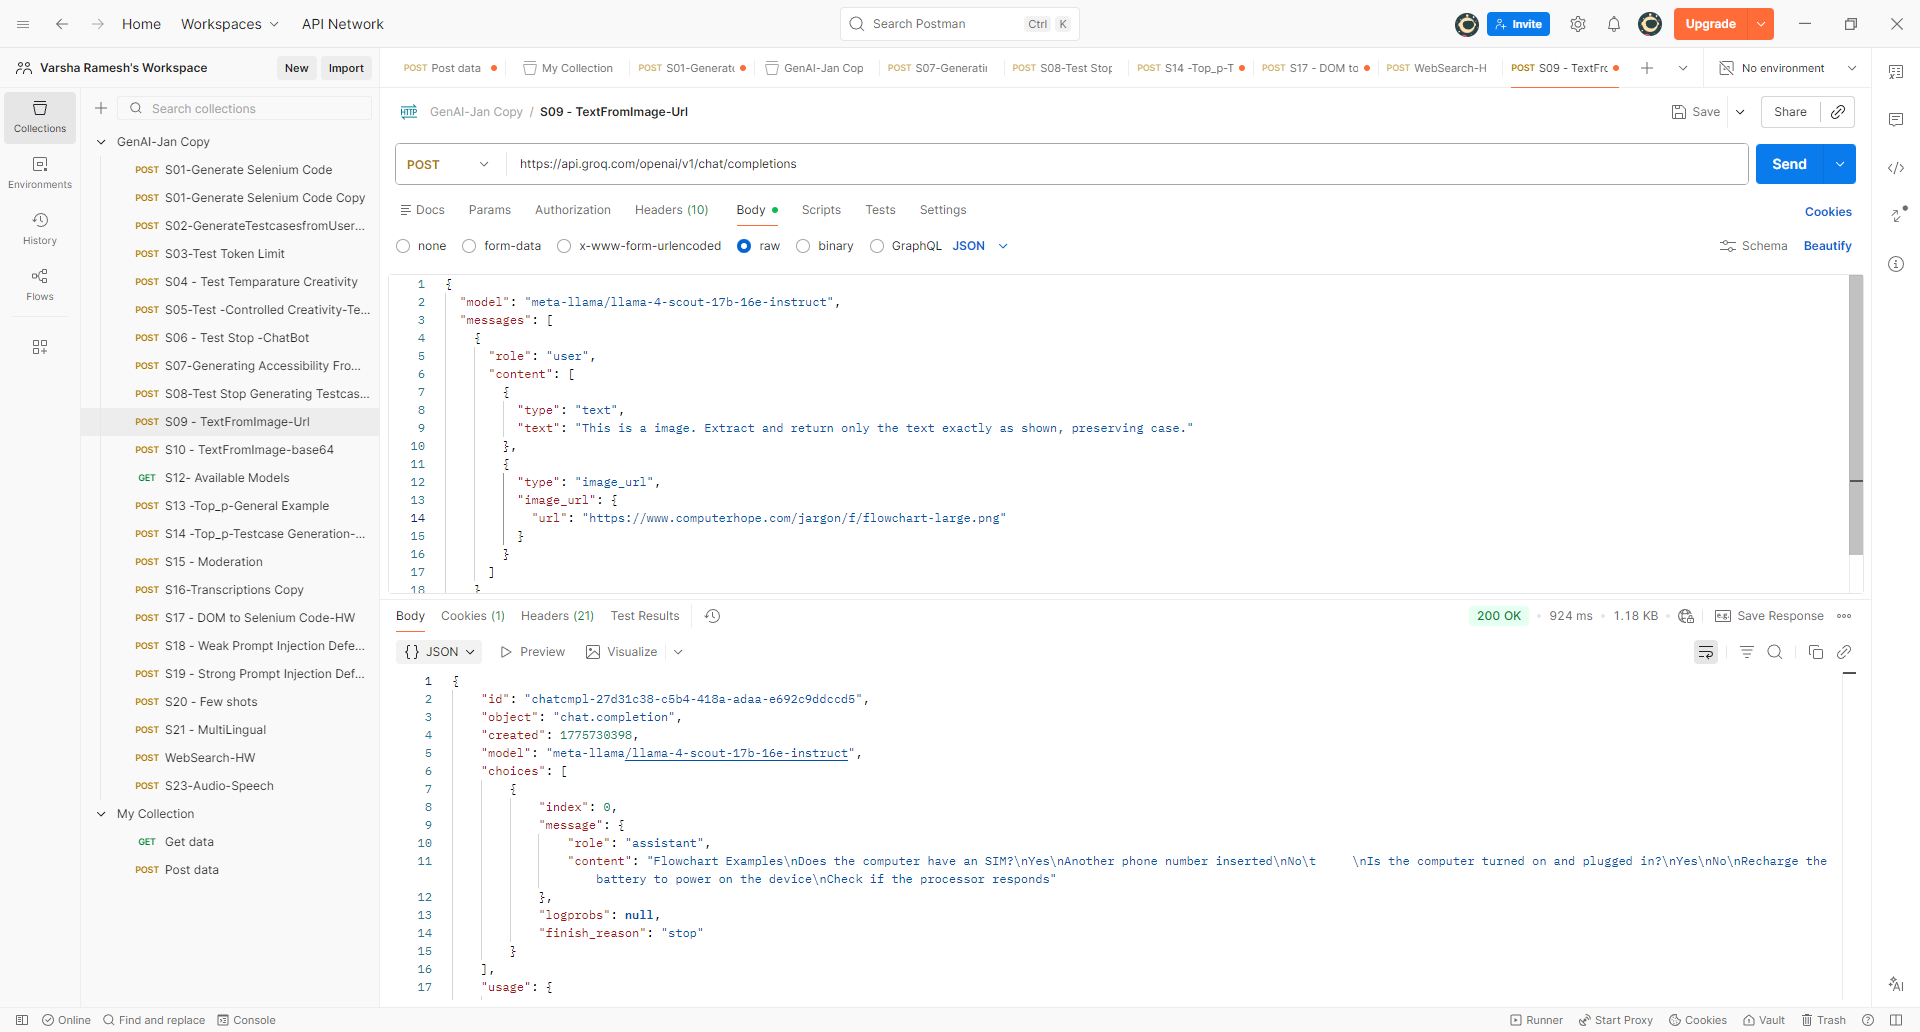 Home
Workspaces
API Network
Search Postman
Ctrl
K
Invite
Upgrade
Varsha Ramesh's Workspace
New
Import
POST Post data
My Collection
POST S01-Generate
GenAI-Jan Cop
POST S07-Generatin
POST S08-Test Stop
POST S14 -Top_p-T
POST S17 - DOM to
POST WebSearch-H
POST S09 - TextFrc
No environment
Collections
Environments
History
Flows
Search collections
GenAI-Jan Copy
POST S01-Generate Selenium Code
POST S01-Generate Selenium Code Copy
POST S02-GenerateTestcasesfromUser...
POST S03-Test Token Limit
POST S04 - Test Temparature Creativity
POST S05-Test -Controlled Creativity-Te...
POST S06 - Test Stop -ChatBot
POST S07-Generating Accessibility Fro...
POST S08-Test Stop Generating Testcas...
POST S09 - TextFromImage-Url
POST S10 - TextFromImage-base64
GET S12- Available Models
POST S13 -Top_p-General Example
POST S14 -Top_p-Testcase Generation-...
POST S15 - Moderation
POST S16-Transcriptions Copy
POST S17 - DOM to Selenium Code-HW
POST S18 - Weak Prompt Injection Defe...
POST S19 - Strong Prompt Injection Def...
POST S20 - Few shots
POST S21 - MultiLingual
POST WebSearch-HW
POST S23-Audio-Speech
My Collection
GET Get data
POST Post data
HTTP GenAI-Jan Copy / S09 - TextFromImage-Url
Save
Share
POST
https://api.groq.com/openai/v1/chat/completions
Send
Docs Params Authorization Headers (10) Body Scripts Tests Settings
Cookies
none form-data x-www-form-urlencoded raw binary GraphQL JSON
Schema
Beautify
1 {
2 "model": "meta-llama/llama-4-scout-17b-16e-instruct",
3 "messages": [
4 {
5 "role": "user",
6 "content": [
7 {
8 "type": "text",
9 "text": "This is a image. Extract and return only the text exactly as shown, preserving case."
10 },
11 {
12 "type": "image_url",
13 "image_url": {
14 "url": "https://www.computerhope.com/jargon/f/flowchart-large.png"
15 }
16 }
17 ]
18 }
Body Cookies (1) Headers (21) Test Results
200 OK
924 ms
1.18 KB
e.g. Save Response
{} JSON
Preview
Visualize
1 {
2 "id": "chatcmpl-27d31c38-c5b4-418a-adaa-e692c9ddccd5",
3 "object": "chat.completion",
4 "created": 1775730398,
5 "model": "meta-llama/llama-4-scout-17b-16e-instruct",
6 "choices": [
7 {
8 "index": 0,
9 "message": {
10 "role": "assistant",
11 "content": "Flowchart Examples\nDoes the computer have an SIM?\nYes\nAnother phone number inserted\nNo\t \nIs the computer turned on and plugged in?\nYes\nNo\nRecharge the
battery to power on the device\nCheck if the processor responds"
12 },
13 "logprobs": null,
14 "finish_reason": "stop"
15 }
16 ],
17 "usage": {
Online
Find and replace
Console
Runner
Start Proxy
Cookies
Vault
Trash